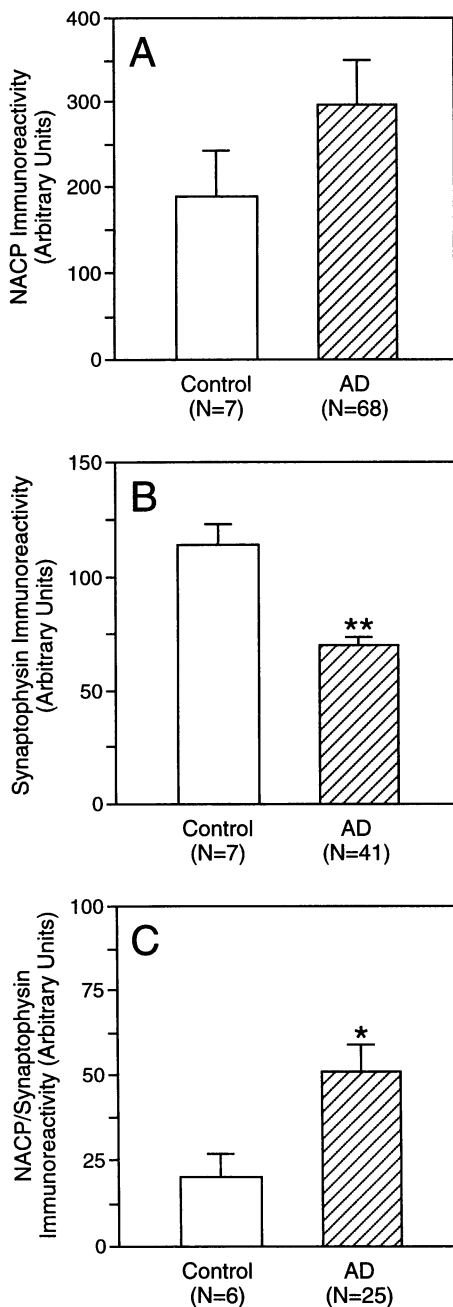 A
NACP Immunoreactivity
(Arbitrary Units)
400
300
200
100
0
Control
(N=7)
AD
(N=68)
B
Synaptophysin Immunoreactivity
(Arbitrary Units)
150
100
50
0
**
Control
(N=7)
AD
(N=41)
C
NACP/Synaptophysin
Immunoreactivity (Arbitrary Units)
100
75
50
25
0
*
Control
(N=6)
AD
(N=25)